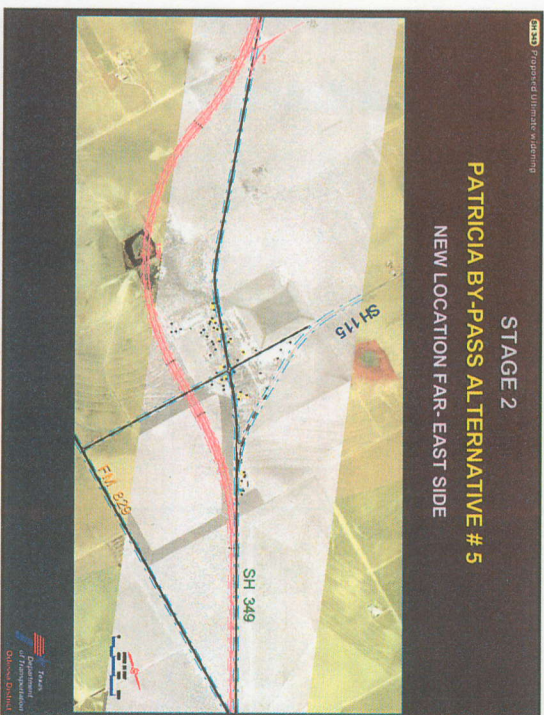 SH 349 Proposed Ultimate widening
STAGE 2
PATRICIA BY-PASS ALTERNATIVE # 5
NEW LOCATION FAR- EAST SIDE
SH 115
SH 349
FM 829
Texas
Department
of Transportation
Odessa District